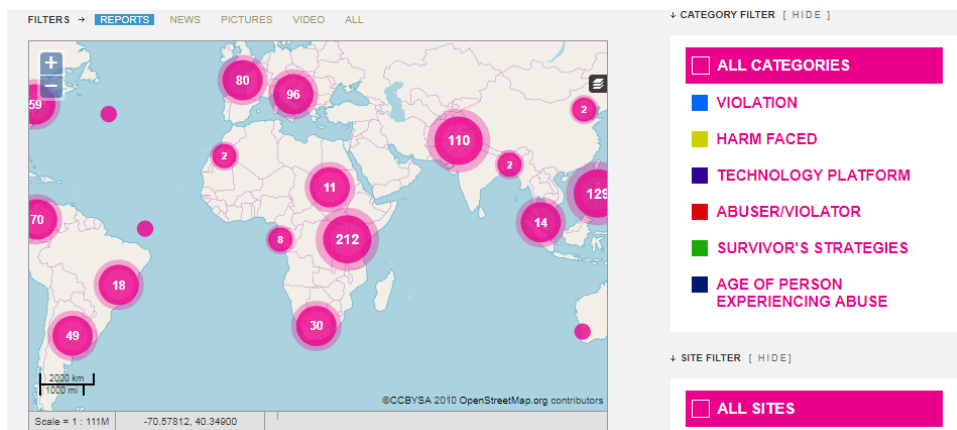 FILTERS → REPORTS NEWS PICTURES VIDEO ALL
↓ CATEGORY FILTER [ HIDE ]
+
−
80
96
59
2
110
2
2
11
129
70
14
8
212
18
30
49
2000 km
1000 mi
©CCBYSA 2010 OpenStreetMap.org contributors
Scale = 1 : 111M
-70.57812, 40.34900
ALL CATEGORIES
VIOLATION
HARM FACED
TECHNOLOGY PLATFORM
ABUSER/VIOLATOR
SURVIVOR'S STRATEGIES
AGE OF PERSON
EXPERIENCING ABUSE
↓ SITE FILTER [ HIDE]
ALL SITES